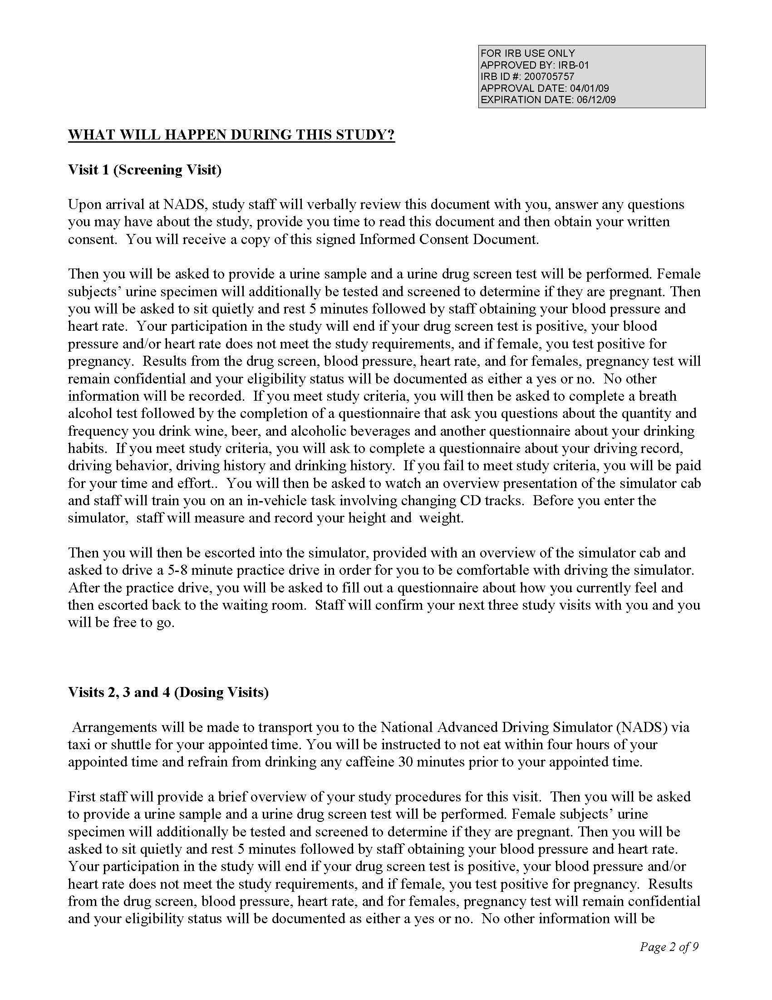 FOR IRB USE ONLY
APPROVED BY: IRB-01
IRB ID #: 200705757
APPROVAL DATE: 04/01/09
EXPIRATION DATE: 06/12/09
WHAT WILL HAPPEN DURING THIS STUDY?
Visit 1 (Screening Visit)
Upon arrival at NADS, study staff will verbally review this document with you, answer any questions
you may have about the study, provide you time to read this document and then obtain your written
consent.  You will receive a copy of this signed Informed Consent Document.
Then you will be asked to provide a urine sample and a urine drug screen test will be performed. Female
subjects’ urine specimen will additionally be tested and screened to determine if they are pregnant. Then
you will be asked to sit quietly and rest 5 minutes followed by staff obtaining your blood pressure and
heart rate.  Your participation in the study will end if your drug screen test is positive, your blood
pressure and/or heart rate does not meet the study requirements, and if female, you test positive for
pregnancy.  Results from the drug screen, blood pressure, heart rate, and for females, pregnancy test will
remain confidential and your eligibility status will be documented as either a yes or no.  No other
information will be recorded.  If you meet study criteria, you will then be asked to complete a breath
alcohol test followed by the completion of a questionnaire that ask you questions about the quantity and
frequency you drink wine, beer, and alcoholic beverages and another questionnaire about your drinking
habits.  If you meet study criteria, you will ask to complete a questionnaire about your driving record,
driving behavior, driving history and drinking history.  If you fail to meet study criteria, you will be paid
for your time and effort..  You will then be asked to watch an overview presentation of the simulator cab
and staff will train you on an in-vehicle task involving changing CD tracks.  Before you enter the
simulator,  staff will measure and record your height and  weight.
Then you will then be escorted into the simulator, provided with an overview of the simulator cab and
asked to drive a 5-8 minute practice drive in order for you to be comfortable with driving the simulator.
After the practice drive, you will be asked to fill out a questionnaire about how you currently feel and
then escorted back to the waiting room.  Staff will confirm your next three study visits with you and you
will be free to go.
Visits 2, 3 and 4 (Dosing Visits)
Arrangements will be made to transport you to the National Advanced Driving Simulator (NADS) via
taxi or shuttle for your appointed time. You will be instructed to not eat within four hours of your
appointed time and refrain from drinking any caffeine 30 minutes prior to your appointed time.
First staff will provide a brief overview of your study procedures for this visit.  Then you will be asked
to provide a urine sample and a urine drug screen test will be performed. Female subjects’ urine
specimen will additionally be tested and screened to determine if they are pregnant. Then you will be
asked to sit quietly and rest 5 minutes followed by staff obtaining your blood pressure and heart rate.
Your participation in the study will end if your drug screen test is positive, your blood pressure and/or
heart rate does not meet the study requirements, and if female, you test positive for pregnancy.  Results
from the drug screen, blood pressure, heart rate, and for females, pregnancy test will remain confidential
and your eligibility status will be documented as either a yes or no.  No other information will be
Page 2 of 9